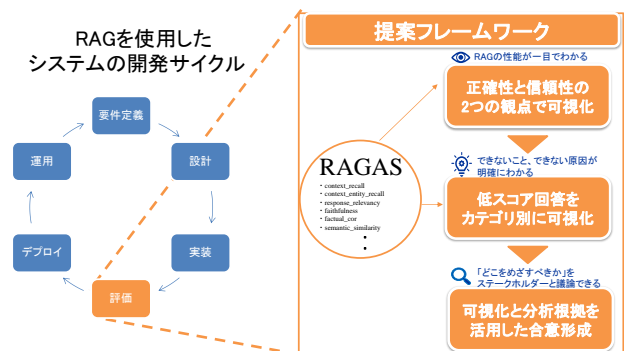 RAGを使用した
システムの開発サイクル
要件定義
設計
実装
評価
デプロイ
運用
提案フレームワーク
RAGの性能が一目でわかる
正確性と信頼性の
2つの観点で可視化
RAGAS
・context_recall
・context_entity_recall
・response_relevancy
・faithfulness
・factual_cor
・semantic_similarity
・
・
できないこと、できない原因が
明確にわかる
低スコア回答を
カテゴリ別に可視化
「どこをめざすべきか」を
ステークホルダーと議論できる
可視化と分析根拠を
活用した合意形成